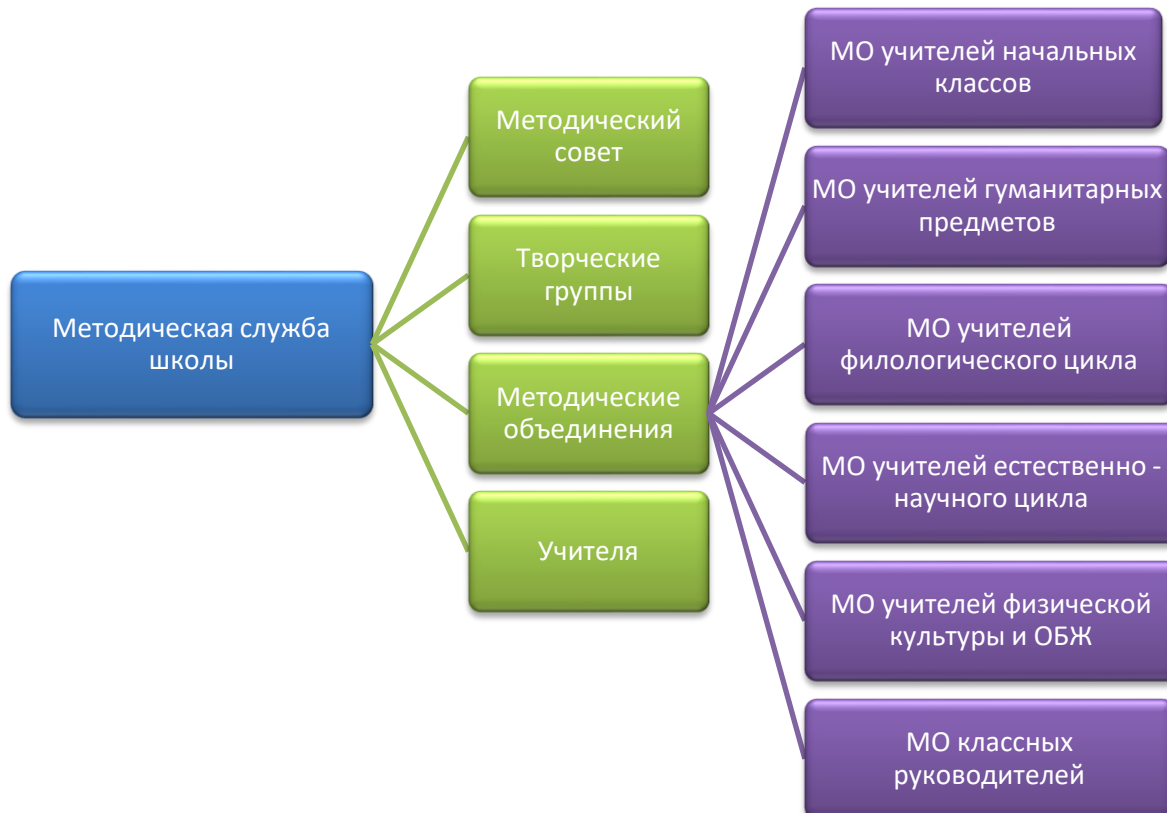 Методическая служба
школы
Методический
совет
Творческие
группы
Методические
объединения
Учителя
МО учителей начальных
классов
МО учителей гуманитарных
предметов
МО учителей
филологического цикла
МО учителей естественно -
научного цикла
МО учителей физической
культуры и ОБЖ
МО классных
руководителей